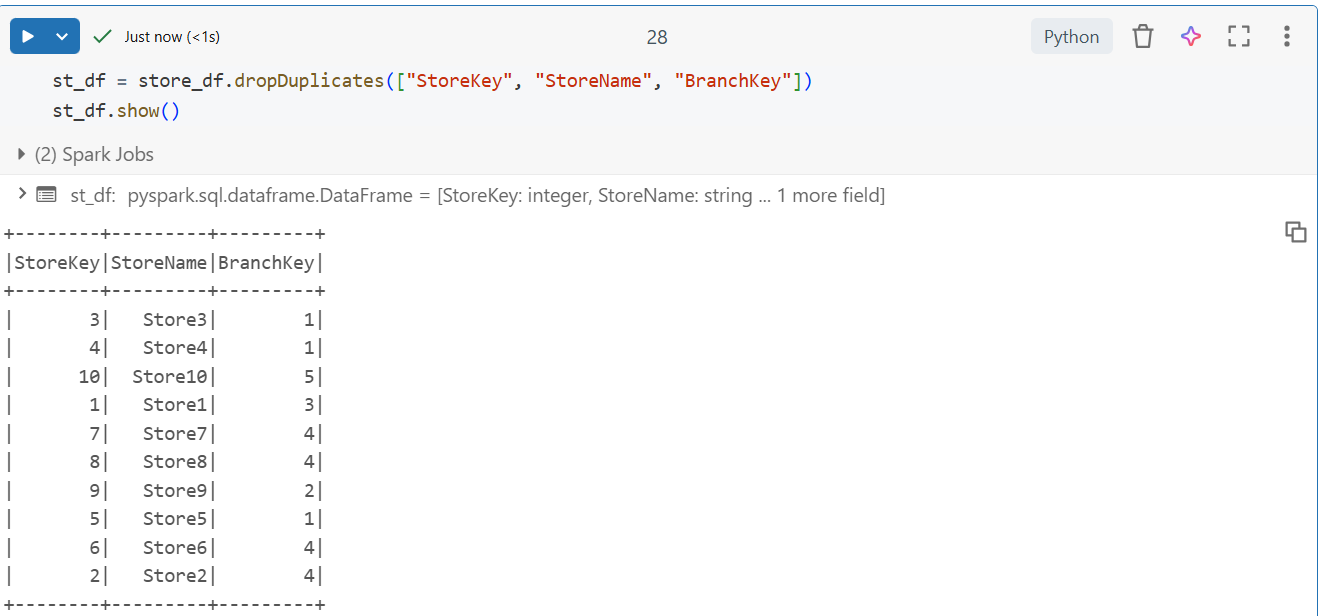 Just now (<1s)
28
Python
st_df = store_df.dropDuplicates(["StoreKey", "StoreName", "BranchKey"])
st_df.show()
(2) Spark Jobs
st_df: pyspark.sql.dataframe.DataFrame = [StoreKey: integer, StoreName: string ... 1 more field]
+--------+---------+---------+
|StoreKey|StoreName|BranchKey|
+--------+---------+---------+
|       3|   Store3|        1|
|       4|   Store4|        1|
|      10|  Store10|        5|
|       1|   Store1|        3|
|       7|   Store7|        4|
|       8|   Store8|        4|
|       9|   Store9|        2|
|       5|   Store5|        1|
|       6|   Store6|        4|
|       2|   Store2|        4|
+--------+---------+---------+